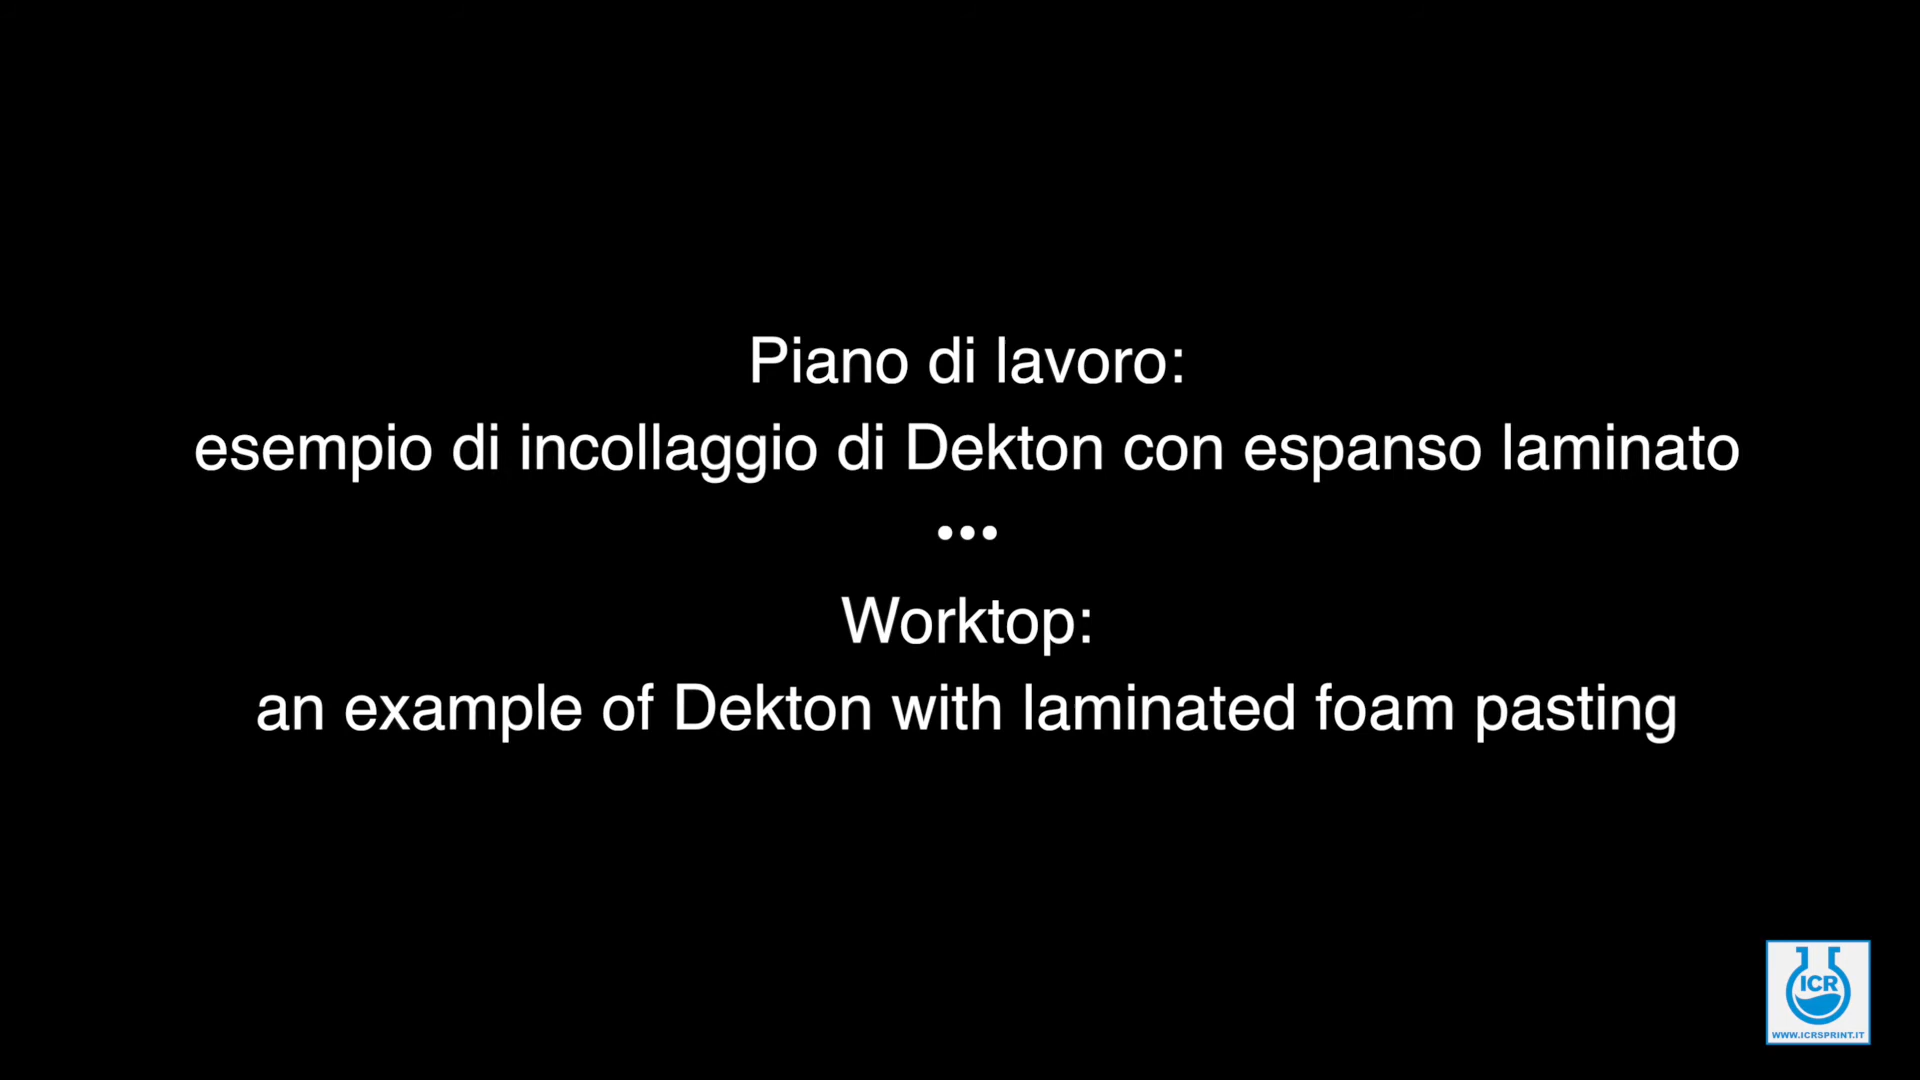 Piano di lavoro:
esempio di incollaggio di Dekton con espanso laminato
•••
Worktop:
an example of Dekton with laminated foam pasting
ICR
WWW.ICRSPRINT.IT